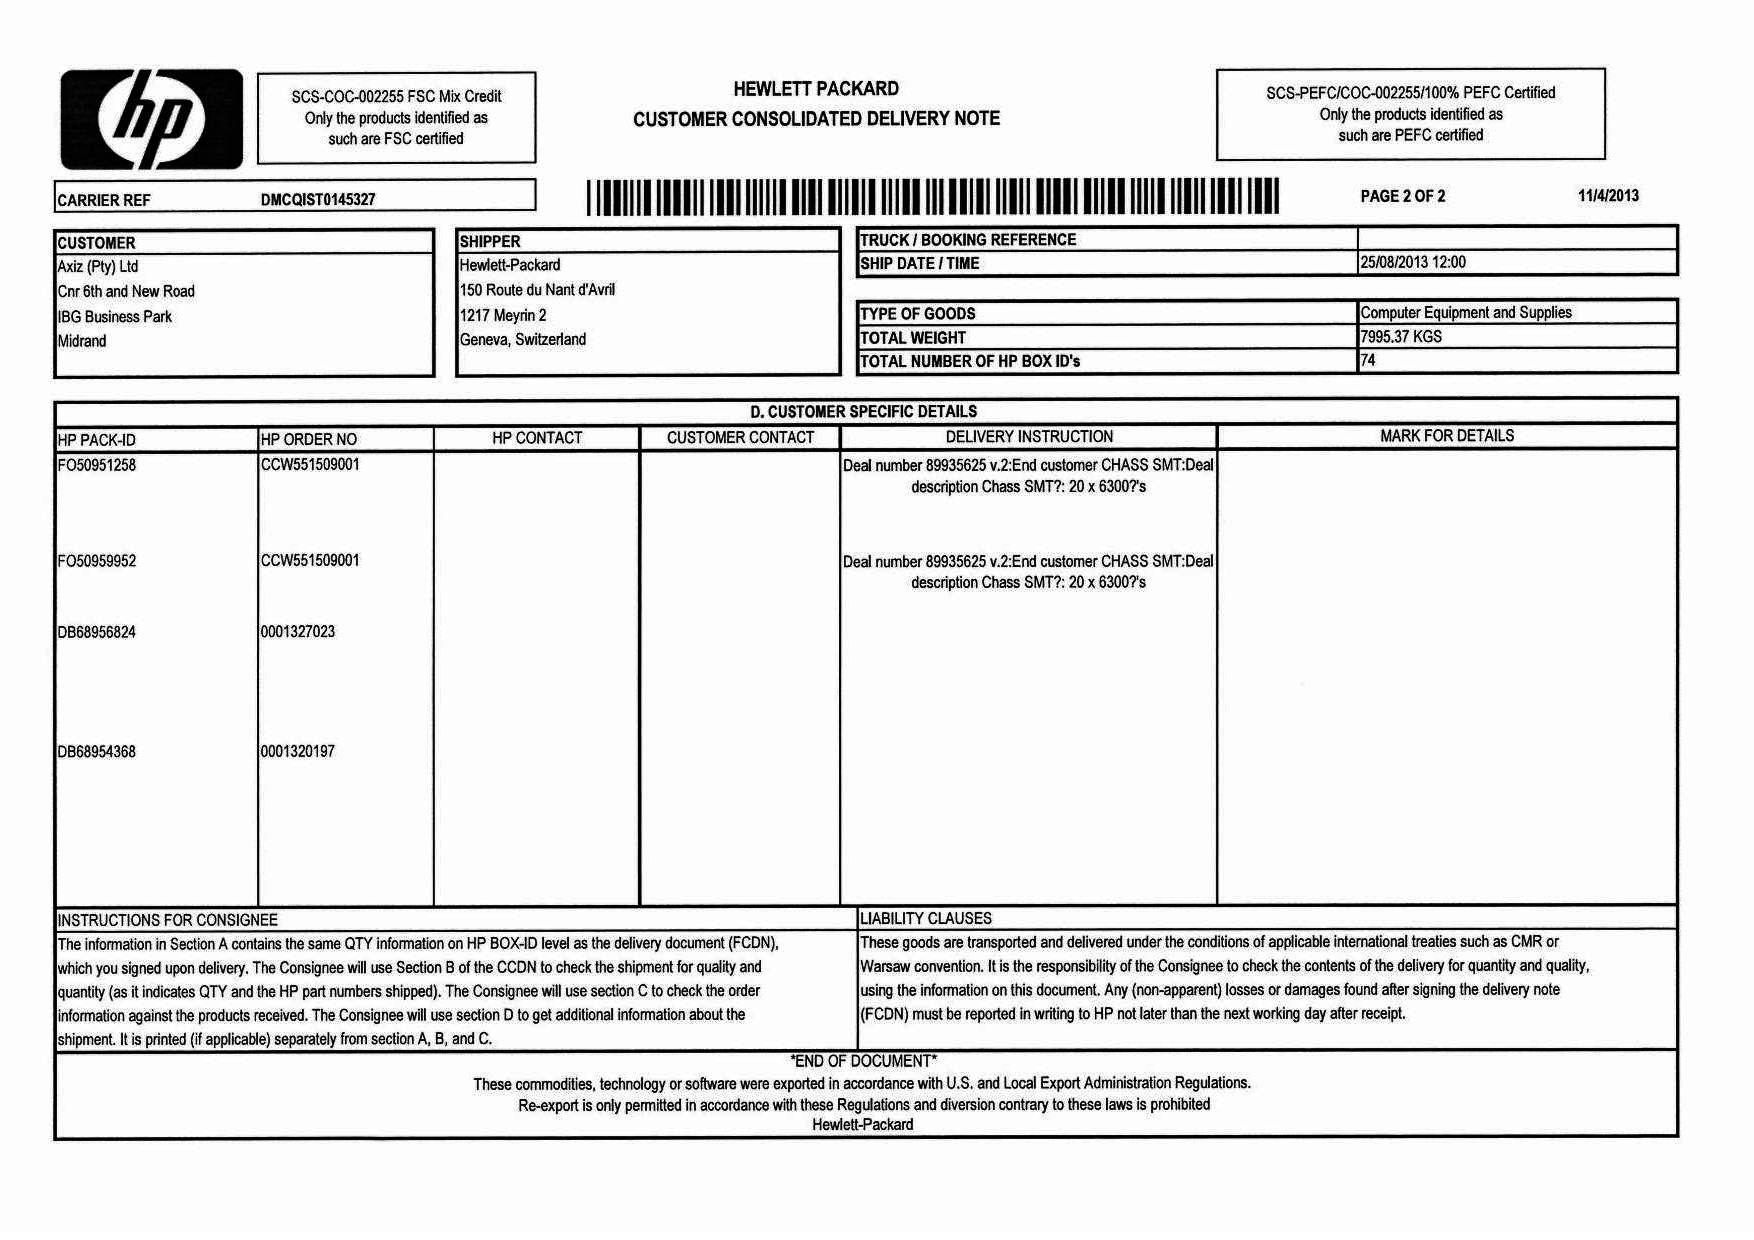 hp
SCS-COC-002255 FSC Mix Credit
Only the products identified as
such are FSC certified
HEWLETT PACKARD
CUSTOMER CONSOLIDATED DELIVERY NOTE
SCS-PEFC/COC-002255/100% PEFC Certified
Only the products identified as
such are PEFC certified
CARRIER REF DMCQIST0145327
PAGE 2 OF 2 11/4/2013
CUSTOMER
Axiz (Pty) Ltd
Cnr 6th and New Road
IBG Business Park
Midrand
SHIPPER
Hewlett-Packard
150 Route du Nant d'Avril
1217 Meyrin 2
Geneva, Switzerland
TRUCK / BOOKING REFERENCE
SHIP DATE / TIME 25/08/2013 12:00
TYPE OF GOODS Computer Equipment and Supplies
TOTAL WEIGHT 7995.37 KGS
TOTAL NUMBER OF HP BOX ID's 74
D. CUSTOMER SPECIFIC DETAILS
HP PACK-ID HP ORDER NO HP CONTACT CUSTOMER CONTACT DELIVERY INSTRUCTION MARK FOR DETAILS
FO50951258 CCW551509001 Deal number 89935625 v.2:End customer CHASS SMT:Deal
description Chass SMT?: 20 x 6300?'s
FO50959952 CCW551509001 Deal number 89935625 v.2:End customer CHASS SMT:Deal
description Chass SMT?: 20 x 6300?'s
DB68956824 0001327023
DB68954368 0001320197
INSTRUCTIONS FOR CONSIGNEE
The information in Section A contains the same QTY information on HP BOX-ID level as the delivery document (FCDN),
which you signed upon delivery. The Consignee will use Section B of the CCDN to check the shipment for quality and
quantity (as it indicates QTY and the HP part numbers shipped). The Consignee will use section C to check the order
information against the products received. The Consignee will use section D to get additional information about the
shipment. It is printed (if applicable) separately from section A, B, and C.
LIABILITY CLAUSES
These goods are transported and delivered under the conditions of applicable international treaties such as CMR or
Warsaw convention. It is the responsibility of the Consignee to check the contents of the delivery for quantity and quality,
using the information on this document. Any (non-apparent) losses or damages found after signing the delivery note
(FCDN) must be reported in writing to HP not later than the next working day after receipt.
*END OF DOCUMENT*
These commodities, technology or software were exported in accordance with U.S. and Local Export Administration Regulations.
Re-export is only permitted in accordance with these Regulations and diversion contrary to these laws is prohibited
Hewlett-Packard